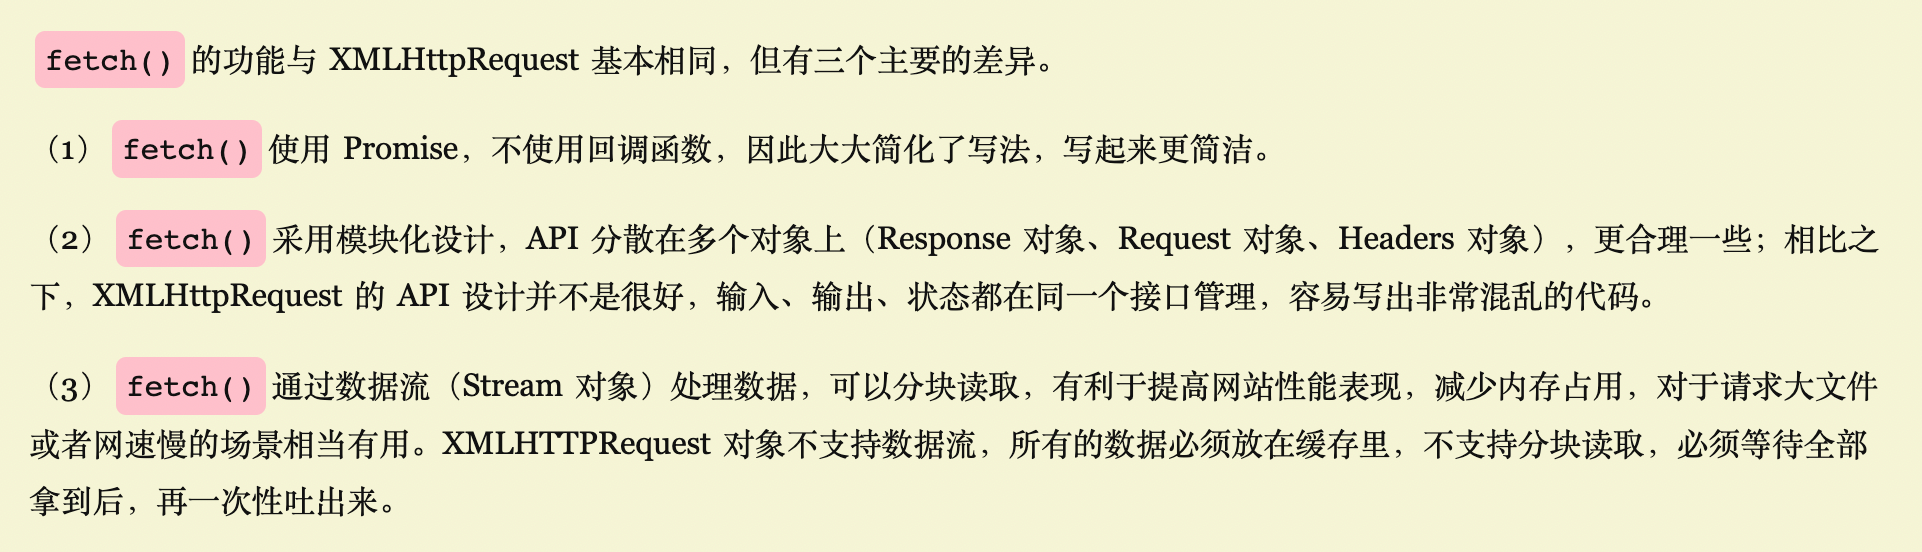 fetch() 的功能与 XMLHttpRequest 基本相同，但有三个主要的差异。
（1） fetch() 使用 Promise，不使用回调函数，因此大大简化了写法，写起来更简洁。
（2） fetch() 采用模块化设计，API 分散在多个对象上（Response 对象、Request 对象、Headers 对象），更合理一些；相比之
下，XMLHttpRequest 的 API 设计并不是很好，输入、输出、状态都在同一个接口管理，容易写出非常混乱的代码。
（3） fetch() 通过数据流（Stream 对象）处理数据，可以分块读取，有利于提高网站性能表现，减少内存占用，对于请求大文件
或者网速慢的场景相当有用。XMLHTTPRequest 对象不支持数据流，所有的数据必须放在缓存里，不支持分块读取，必须等待全部
拿到后，再一次性吐出来。